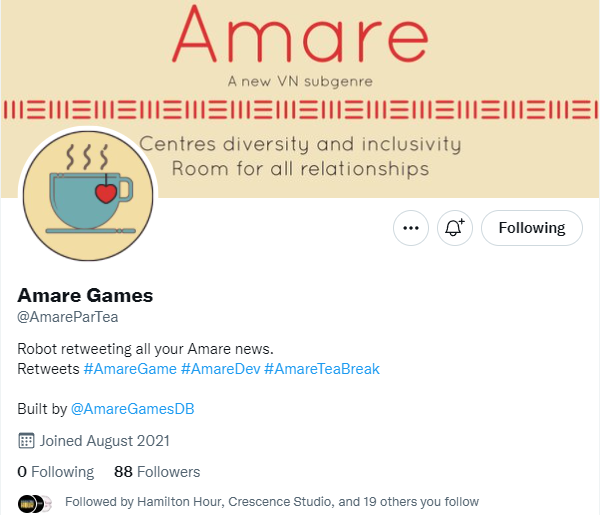 Amare
A new VN subgenre
Centres diversity and inclusivity
Room for all relationships
Following
Amare Games
@AmareParTea
Robot retweeting all your Amare news.
Retweets #AmareGame #AmareDev #AmareTeaBreak
Built by @AmareGamesDB
Joined August 2021
0 Following 88 Followers
Followed by Hamilton Hour, Crescence Studio, and 19 others you follow